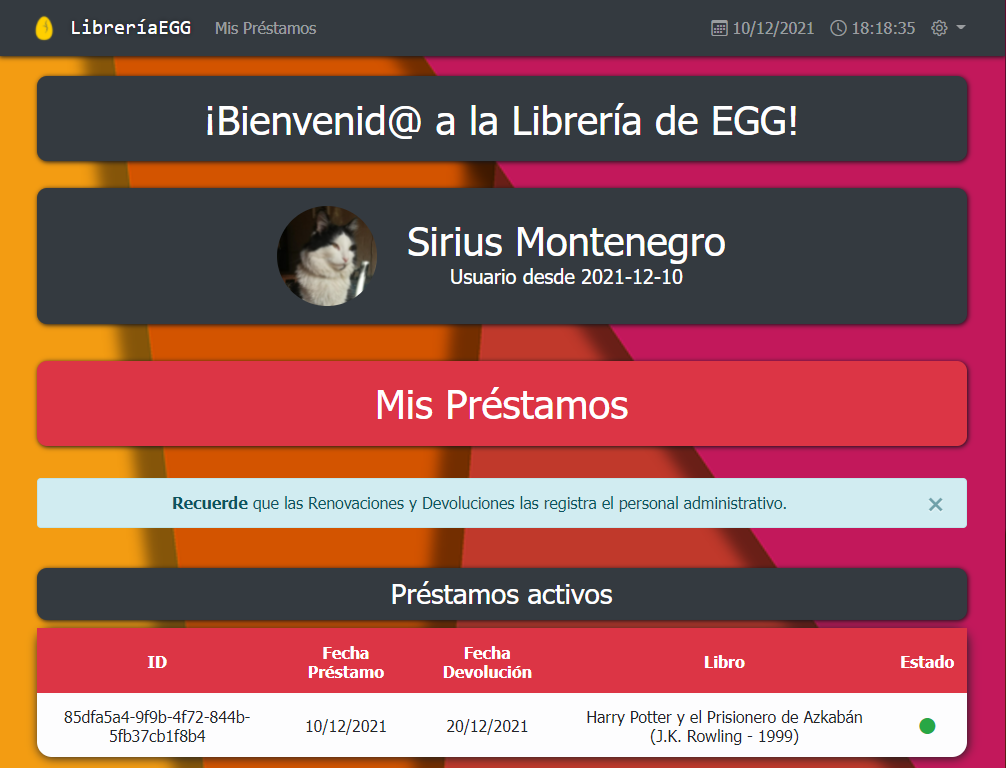 LibreríaEGG Mis Préstamos 10/12/2021 18:18:35
¡Bienvenid@ a la Librería de EGG!
Sirius Montenegro
Usuario desde 2021-12-10
Mis Préstamos
Recuerde que las Renovaciones y Devoluciones las registra el personal administrativo. ×
Préstamos activos
ID Fecha Préstamo Fecha Devolución Libro Estado
85dfa5a4-9f9b-4f72-844b- 10/12/2021 20/12/2021 Harry Potter y el Prisionero de Azkabán
5fb37cb1f8b4 (J.K. Rowling - 1999)